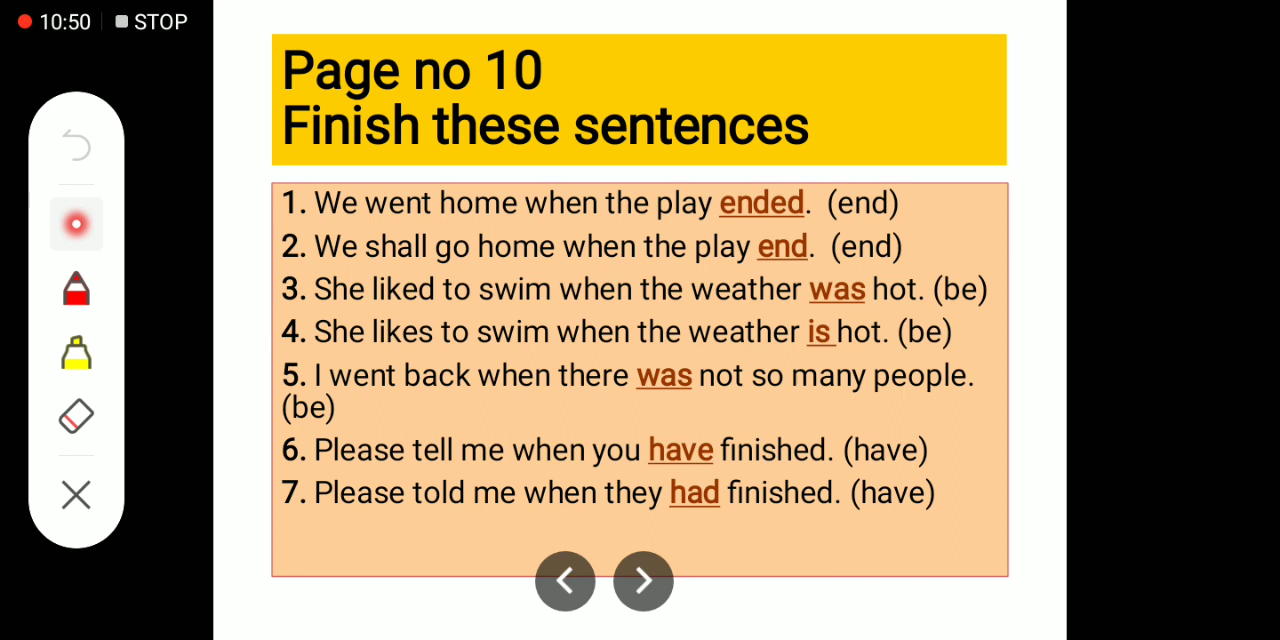 10:50 STOP
Page no 10
Finish these sentences
1. We went home when the play ended. (end)
2. We shall go home when the play end. (end)
3. She liked to swim when the weather was hot. (be)
4. She likes to swim when the weather is hot. (be)
5. I went back when there was not so many people.
(be)
6. Please tell me when you have finished. (have)
7. Please told me when they had finished. (have)